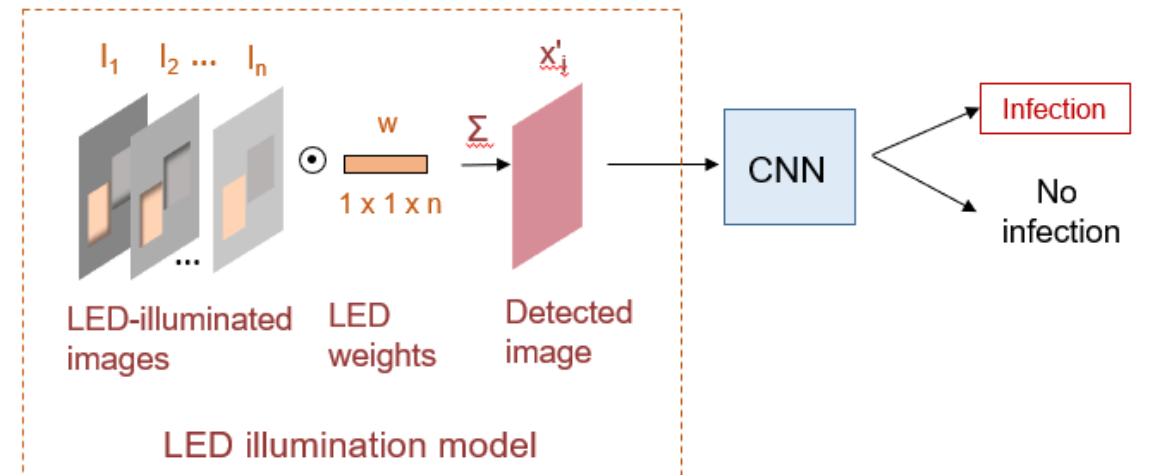 I₁ I₂ ... Iₙ
x'ⱼ
w
Σ
⊙
1 x 1 x n
...
LED-illuminated
images
LED
weights
Detected
image
LED illumination model
CNN
Infection
No
infection